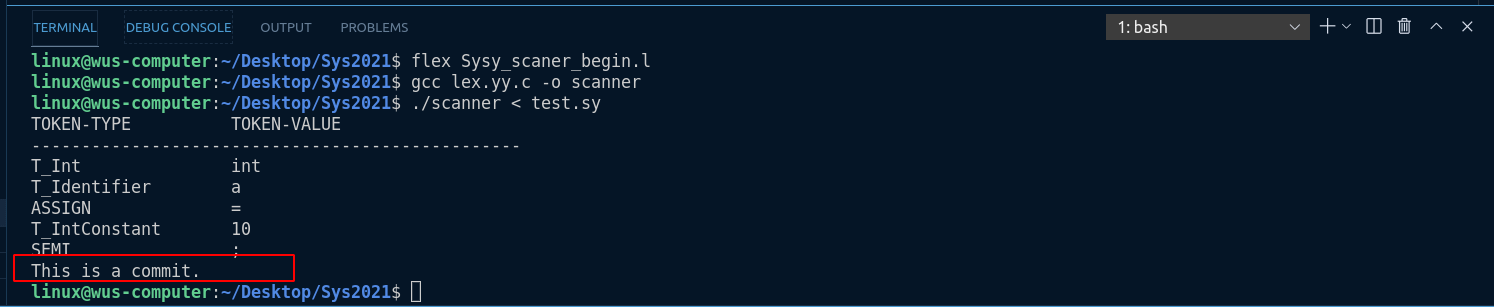 TERMINAL DEBUG CONSOLE OUTPUT PROBLEMS 1: bash
linux@wus-computer:~/Desktop/Sys2021$ flex Sysy_scaner_begin.l
linux@wus-computer:~/Desktop/Sys2021$ gcc lex.yy.c -o scanner
linux@wus-computer:~/Desktop/Sys2021$ ./scanner < test.sy
TOKEN-TYPE TOKEN-VALUE
-------------------------------------------------
T_Int int
T_Identifier a
ASSIGN =
T_IntConstant 10
SEMI ;
This is a commit.
linux@wus-computer:~/Desktop/Sys2021$